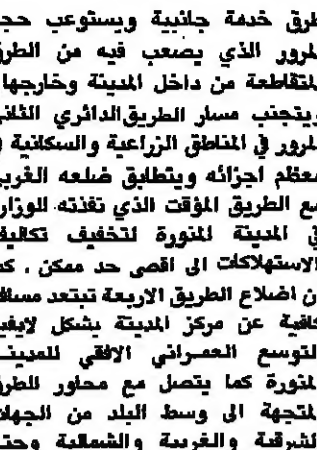 طرق خدمة جانبية ويستوعب حجم
المرور الذي يصعب فيه من الطرق
المتقاطعة من داخل المدينة وخارجها
ويتجنب مسار الطريق الدائري الثاني
المرور في المناطق الزراعية والسكانية في
معظم اجزائه ويتطابق ضلعه الغربي
مع الطريق المؤقت الذي نفذته الوزارة
في المدينة المنورة لتخفيف تكاليف
الاستهلاكات الى اقصى حد ممكن ، كما
ان اضلاع الطريق الاربعة تبتعد مسافة
كافية عن مركز المدينة بشكل لايقيد
التوسع العمراني الافقي للمدينة
المنورة كما يتصل مع محاور الطرق
المتجهة الى وسط البلد من الجهات
الشرقية والغربية والشمالية وحتى